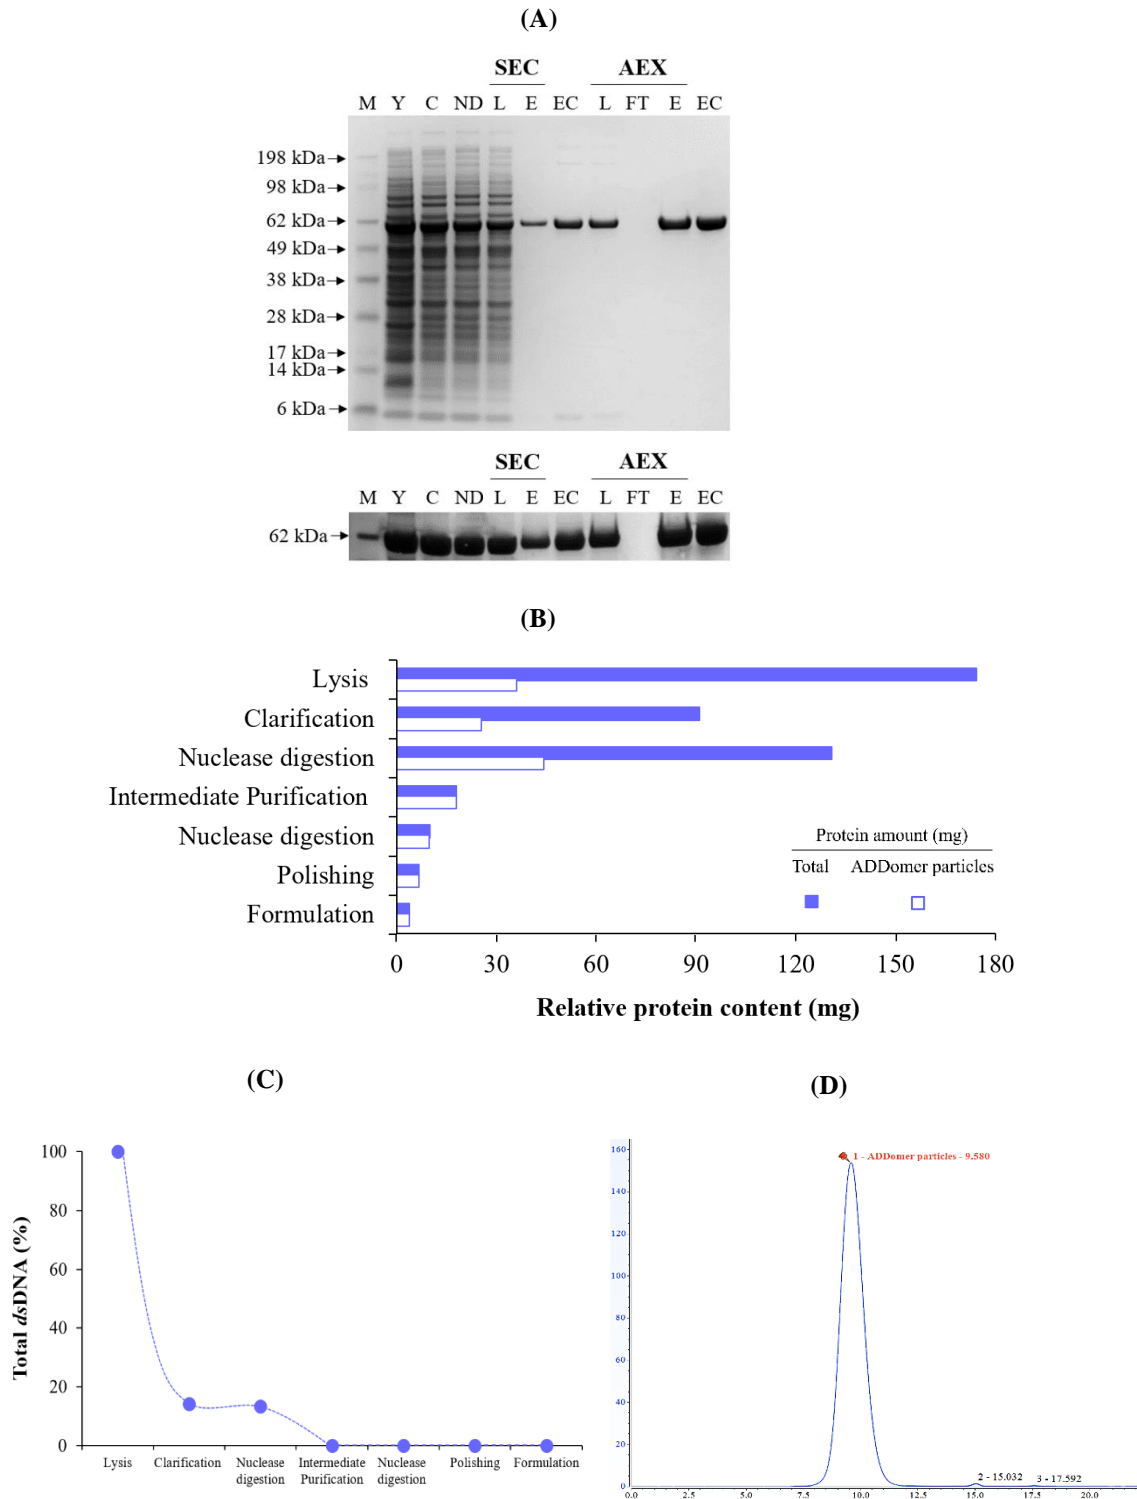 (A)
SEC AEX
M Y C ND L E EC L FT E EC
198 kDa
98 kDa
62 kDa
49 kDa
38 kDa
28 kDa
17 kDa
14 kDa
6 kDa
SEC AEX
M Y C ND L E EC L FT E EC
62 kDa
(B)
Lysis
Clarification
Nuclease digestion
Intermediate Purification
Nuclease digestion
Polishing
Formulation
Protein amount (mg)
Total ADDomer particles
0 30 60 90 120 150 180
Relative protein content (mg)
(C)
Total dsDNA (%)
100
80
60
40
20
0
Lysis Clarification Nuclease digestion Intermediate Purification Nuclease digestion Polishing Formulation
(D)
1 - ADDomer particles - 9.580
160
140
120
100
80
60
40
20
0
2 - 15.032 3 - 17.592
0.0 2.5 5.0 7.5 10.0 12.5 15.0 17.5 20.0